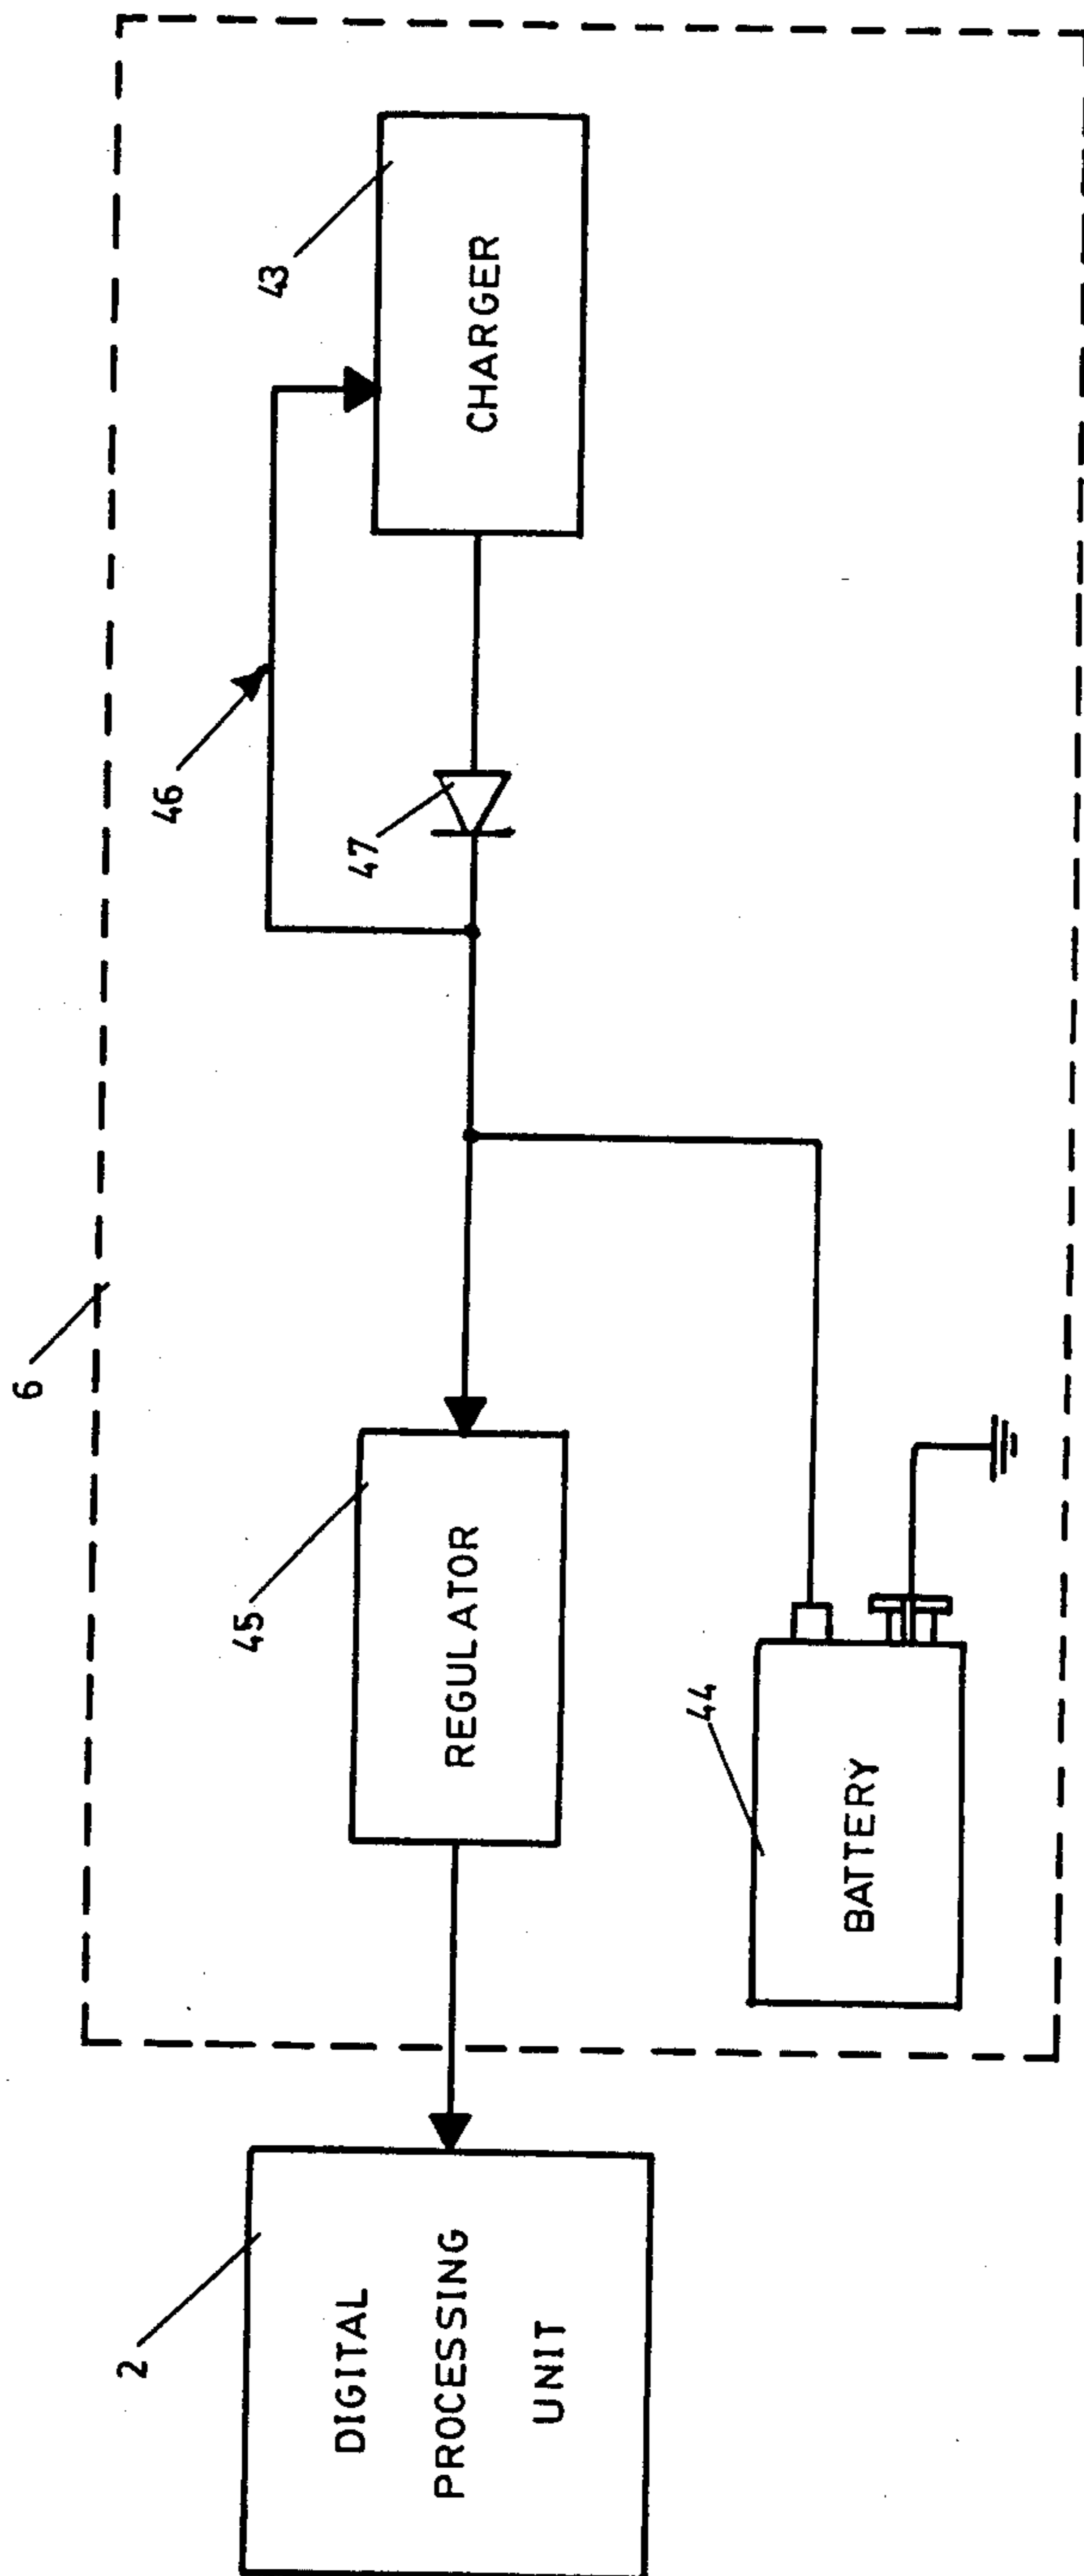 6
46
43
47
CHARGER
2
45
DIGITAL
PROCESSING
UNIT
REGULATOR
44
BATTERY